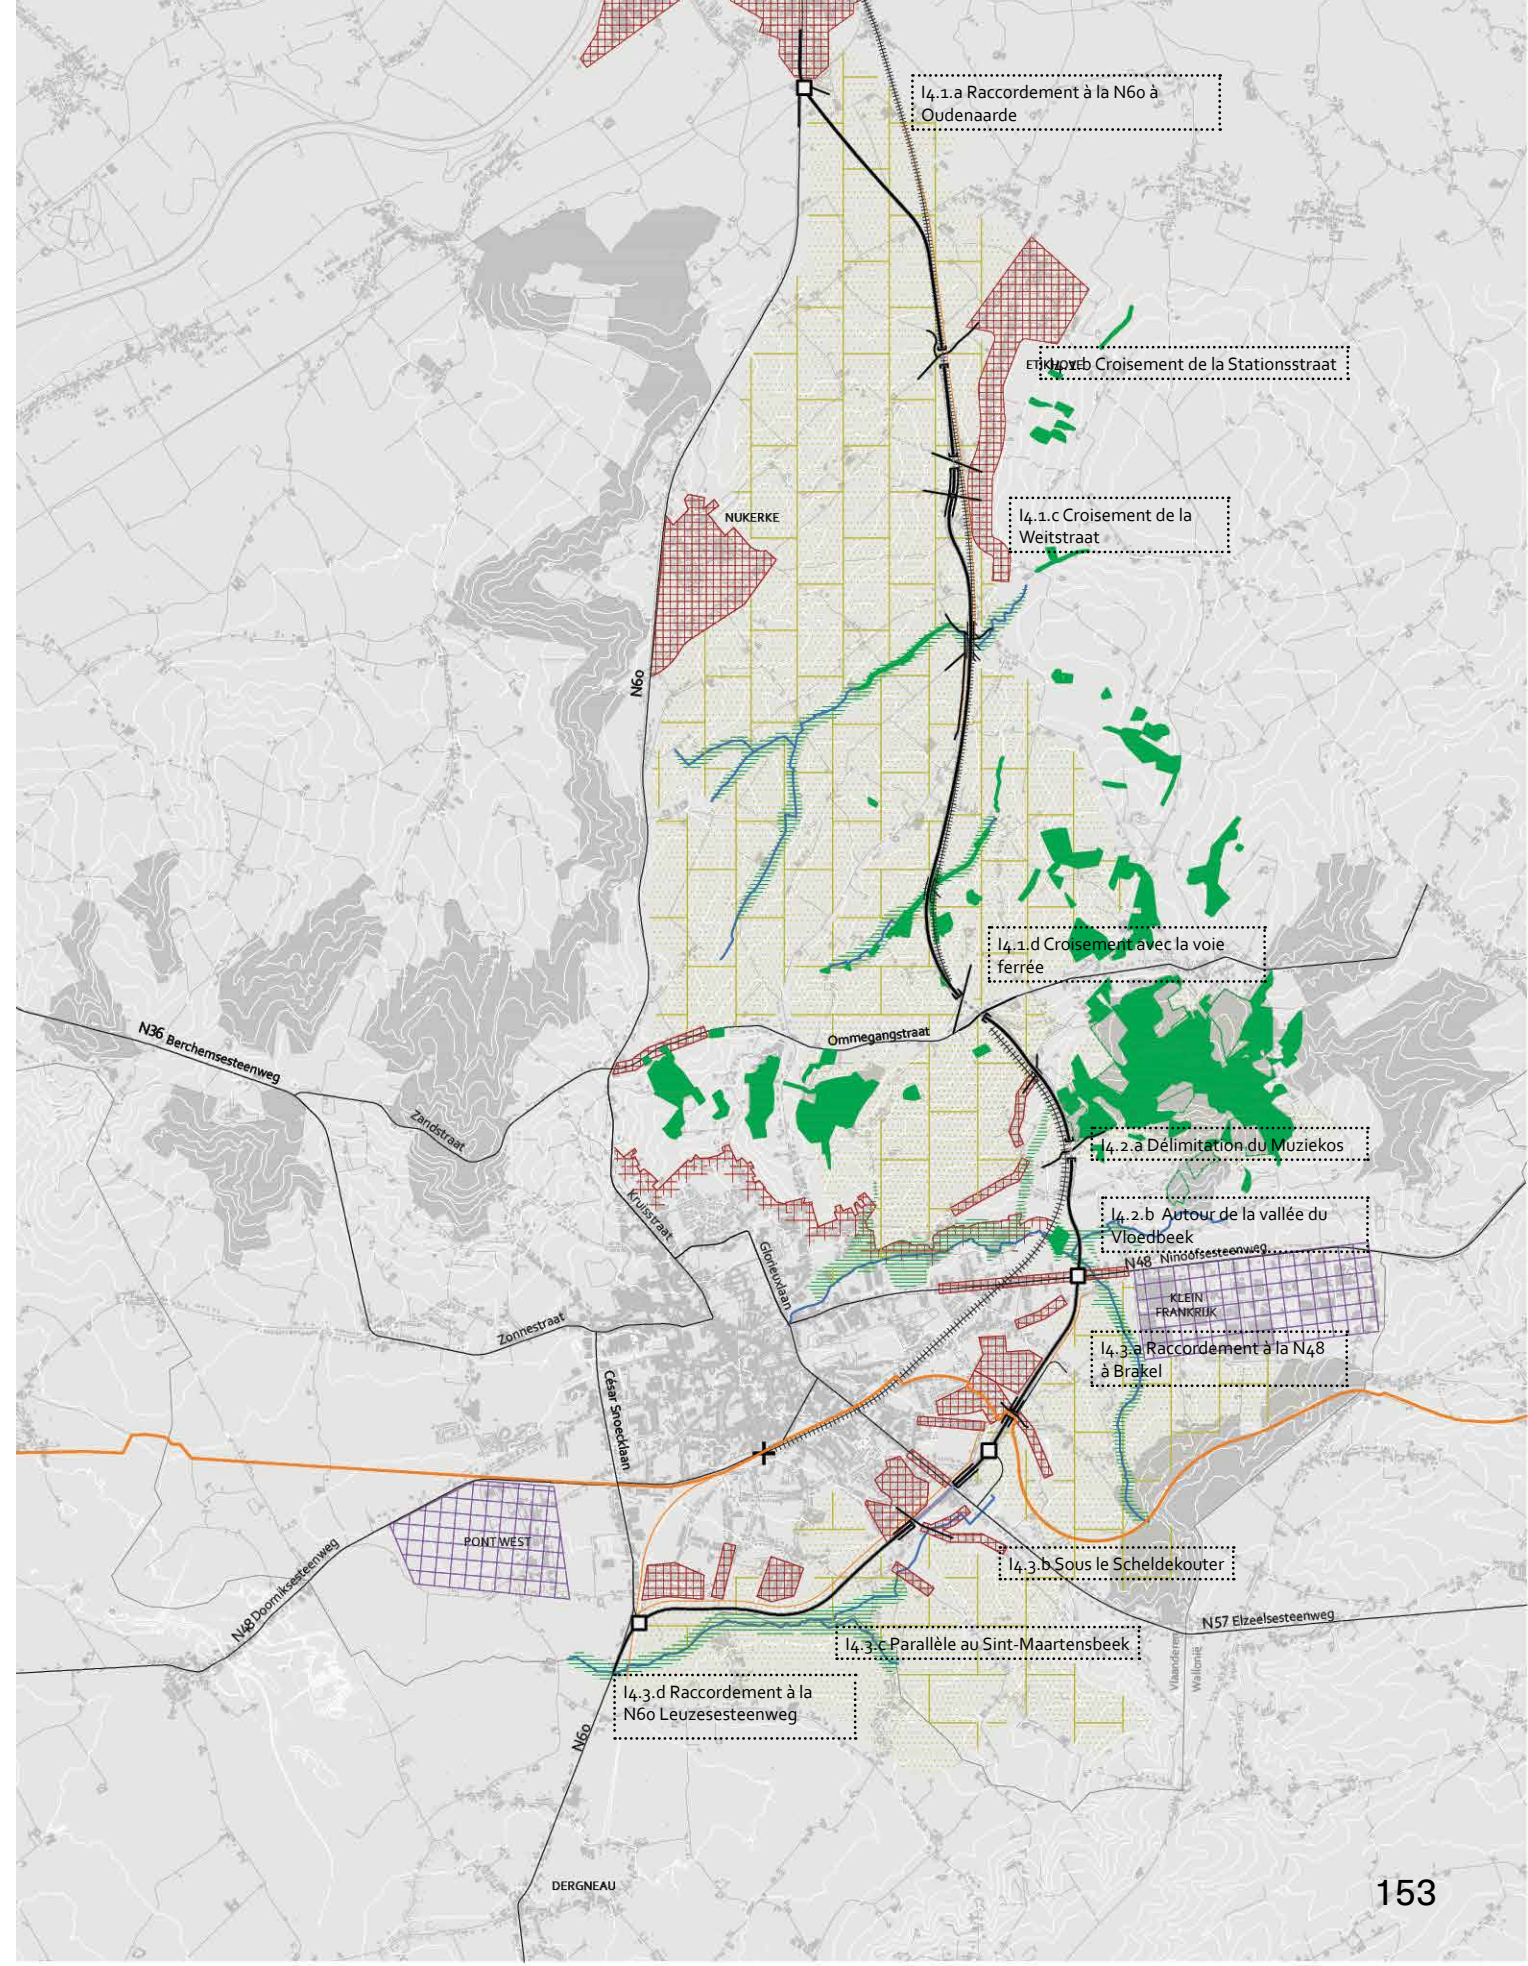 I4.1.a Raccordement à la N60 à
Oudenaarde
ETIKHOVE
I4.1.b Croisement de la Stationsstraat
I4.1.c Croisement de la
Weitstraat
NUKERKE
N60
I4.1.d Croisement avec la voie
ferrée
N36 Berchemsesteenweg
Ommegangstraat
Zandstraat
I4.2.a Délimitation du Muziekos
Kruisstraat
I4.2.b Autour de la vallée du
Vloedbeek
Glorieuxlaan
N48 Ninoofsesteenweg
KLEIN
FRANKRIJK
Zonnestraat
I4.3.a Raccordement à la N48
à Brakel
César Snoecklaan
PONT WEST
N48 Doorniksesteenweg
I4.3.b Sous le Scheldekouter
N57 Elzeelsesteenweg
I4.3.c Parallèle au Sint-Maartensbeek
Vlaanderen
Wallonië
I4.3.d Raccordement à la
N60 Leuzesesteenweg
N60
DERGNEAU
153